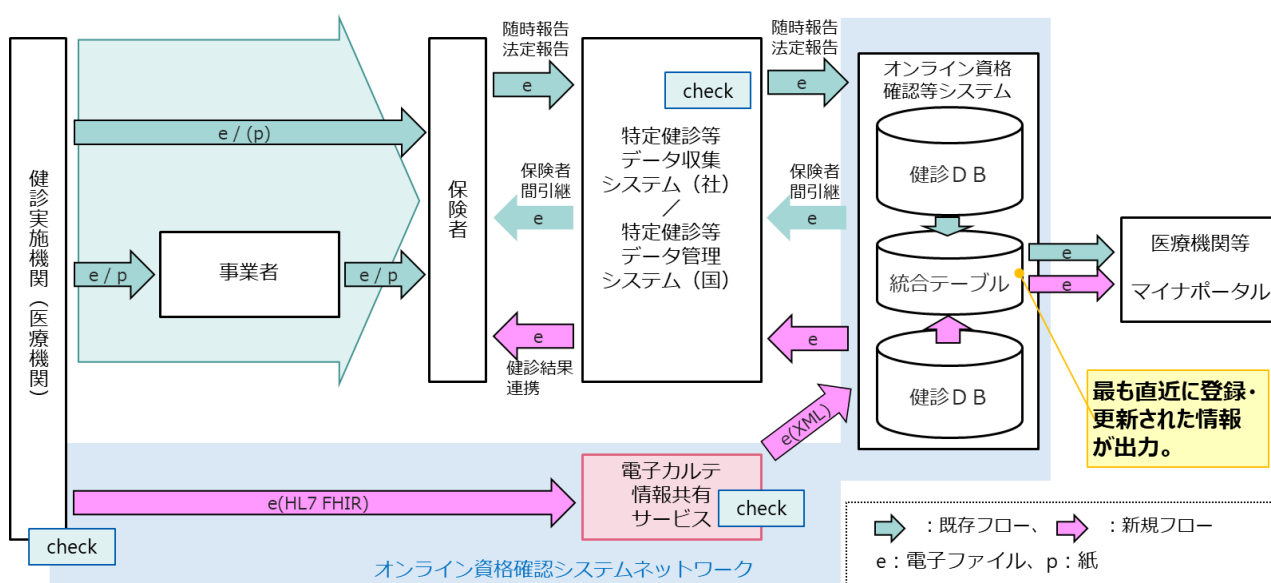 健診実施機関（医療機関）
check
e / (p)
e / p
事業者
e / p
保険者
随時報告
法定報告
e
保険者
間引継
e
e
健診結果
連携
check
特定健診等
データ収集
システム（社）
／
特定健診等
データ管理
システム（国）
随時報告
法定報告
e
保険者
間引継
e
e
e(XML)
e(HL7 FHIR)
電子カルテ
情報共有
サービス
check
オンライン資格
確認等システム
健診ＤＢ
統合テーブル
健診ＤＢ
e
e
医療機関等
マイナポータル
最も直近に登録・
更新された情報
が出力。
オンライン資格確認システムネットワーク
：既存フロー、 ：新規フロー
e：電子ファイル、p：紙